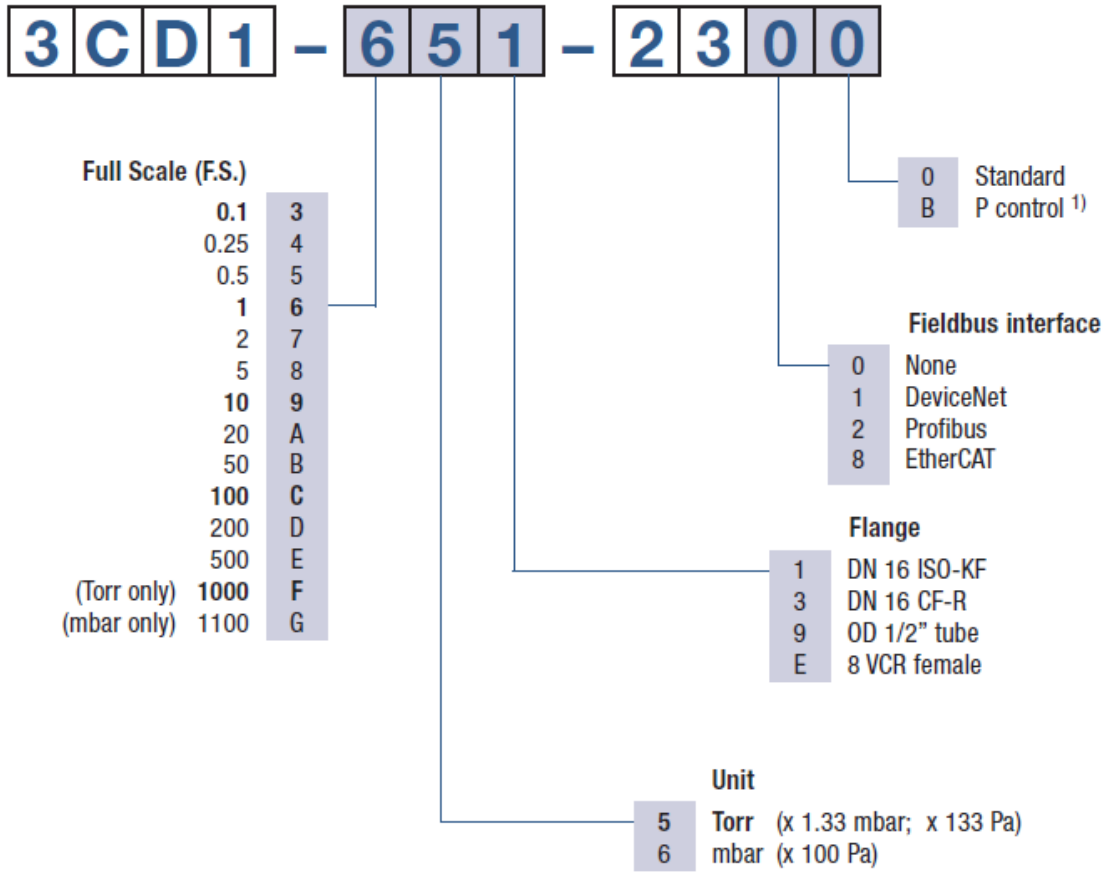 3CD1-651-2300
Full Scale (F.S.)
0.1 3
0.25 4
0.5 5
1 6
2 7
5 8
10 9
20 A
50 B
100 C
200 D
500 E
(Torr only) 1000 F
(mbar only) 1100 G
0 Standard
B P control 1)
Fieldbus interface
0 None
1 DeviceNet
2 Profibus
8 EtherCAT
Flange
1 DN 16 ISO-KF
3 DN 16 CF-R
9 OD 1/2” tube
E 8 VCR female
Unit
5 Torr (x 1.33 mbar; x 133 Pa)
6 mbar (x 100 Pa)